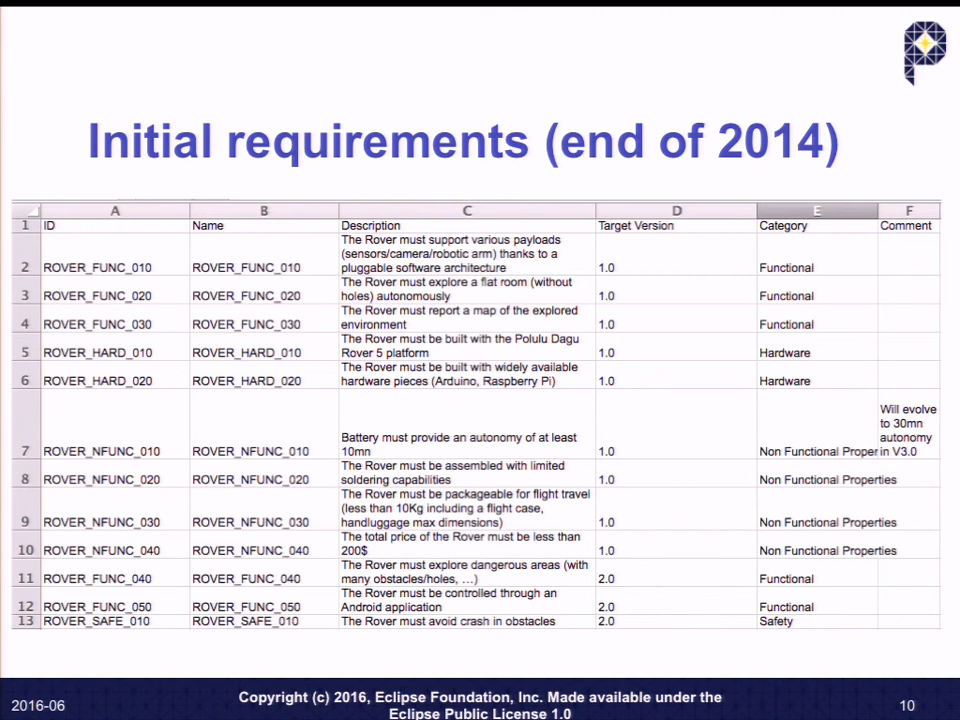 Initial requirements (end of 2014)
A B C D E F
1 ID Name Description Target Version Category Comment
The Rover must support various payloads
(sensors/camera/robotic arm) thanks to a
2 ROVER_FUNC_010 ROVER_FUNC_010 pluggable software architecture 1.0 Functional
The Rover must explore a flat room (without
3 ROVER_FUNC_020 ROVER_FUNC_020 holes) autonomously 1.0 Functional
The Rover must report a map of the explored
4 ROVER_FUNC_030 ROVER_FUNC_030 environment 1.0 Functional
The Rover must be built with the Polulu Dagu
5 ROVER_HARD_010 ROVER_HARD_010 Rover 5 platform 1.0 Hardware
The Rover must be built with widely available
6 ROVER_HARD_020 ROVER_HARD_020 hardware pieces (Arduino, Raspberry Pi) 1.0 Hardware
Will evolve
to 30mn
Battery must provide an autonomy of at least autonomy
7 ROVER_NFUNC_010 ROVER_NFUNC_010 10mn 1.0 Non Functional Proper in V3.0
The Rover must be assembled with limited
8 ROVER_NFUNC_020 ROVER_NFUNC_020 soldering capabilities 1.0 Non Functional Properties
The Rover must be packageable for flight travel
(less than 10Kg including a flight case,
9 ROVER_NFUNC_030 ROVER_NFUNC_030 handluggage max dimensions) 1.0 Non Functional Properties
The total price of the Rover must be less than
10 ROVER_NFUNC_040 ROVER_NFUNC_040 200$ 1.0 Non Functional Properties
The Rover must explore dangerous areas (with
11 ROVER_FUNC_040 ROVER_FUNC_040 many obstacles/holes, …) 2.0 Functional
The Rover must be controlled through an
12 ROVER_FUNC_050 ROVER_FUNC_050 Android application 2.0 Functional
13 ROVER_SAFE_010 ROVER_SAFE_010 The Rover must avoid crash in obstacles 2.0 Safety
Copyright (c) 2016, Eclipse Foundation, Inc. Made available under the
2016-06 Eclipse Public License 1.0 10